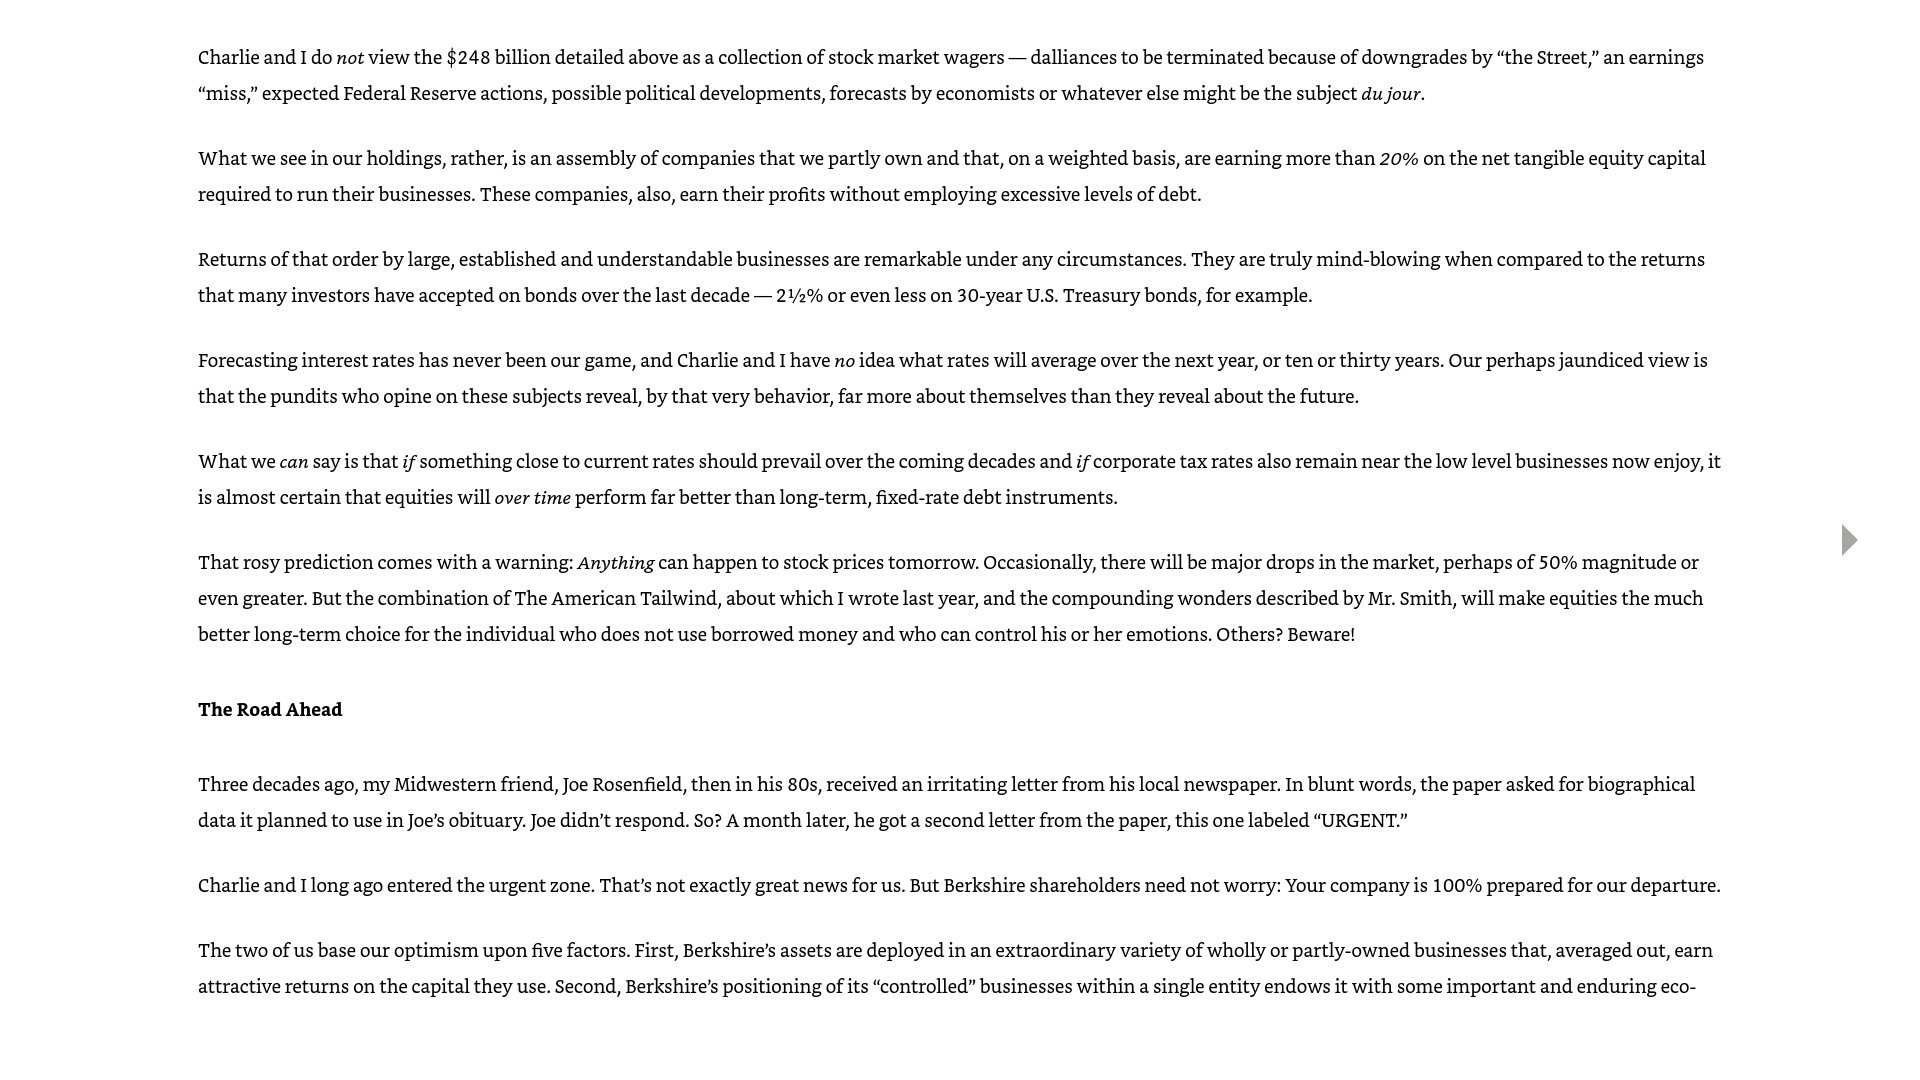 Charlie and I do not view the $248 billion detailed above as a collection of stock market wagers — dalliances to be terminated because of downgrades by “the Street,” an earnings
“miss,” expected Federal Reserve actions, possible political developments, forecasts by economists or whatever else might be the subject du jour.
What we see in our holdings, rather, is an assembly of companies that we partly own and that, on a weighted basis, are earning more than 20% on the net tangible equity capital
required to run their businesses. These companies, also, earn their profits without employing excessive levels of debt.
Returns of that order by large, established and understandable businesses are remarkable under any circumstances. They are truly mind-blowing when compared to the returns
that many investors have accepted on bonds over the last decade — 2½% or even less on 30-year U.S. Treasury bonds, for example.
Forecasting interest rates has never been our game, and Charlie and I have no idea what rates will average over the next year, or ten or thirty years. Our perhaps jaundiced view is
that the pundits who opine on these subjects reveal, by that very behavior, far more about themselves than they reveal about the future.
What we can say is that if something close to current rates should prevail over the coming decades and if corporate tax rates also remain near the low level businesses now enjoy, it
is almost certain that equities will over time perform far better than long-term, fixed-rate debt instruments.
That rosy prediction comes with a warning: Anything can happen to stock prices tomorrow. Occasionally, there will be major drops in the market, perhaps of 50% magnitude or
even greater. But the combination of The American Tailwind, about which I wrote last year, and the compounding wonders described by Mr. Smith, will make equities the much
better long-term choice for the individual who does not use borrowed money and who can control his or her emotions. Others? Beware!
The Road Ahead
Three decades ago, my Midwestern friend, Joe Rosenfield, then in his 80s, received an irritating letter from his local newspaper. In blunt words, the paper asked for biographical
data it planned to use in Joe’s obituary. Joe didn’t respond. So? A month later, he got a second letter from the paper, this one labeled “URGENT.”
Charlie and I long ago entered the urgent zone. That’s not exactly great news for us. But Berkshire shareholders need not worry: Your company is 100% prepared for our departure.
The two of us base our optimism upon five factors. First, Berkshire’s assets are deployed in an extraordinary variety of wholly or partly-owned businesses that, averaged out, earn
attractive returns on the capital they use. Second, Berkshire’s positioning of its “controlled” businesses within a single entity endows it with some important and enduring eco-